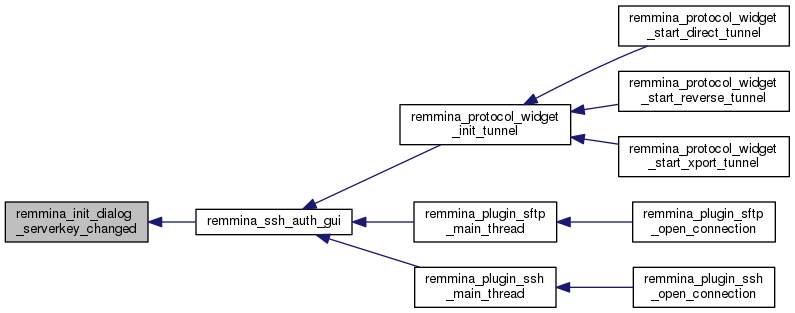 remmina_init_dialog
_serverkey_changed
remmina_ssh_auth_gui
remmina_protocol_widget
_init_tunnel
remmina_protocol_widget
_start_direct_tunnel
remmina_protocol_widget
_start_reverse_tunnel
remmina_protocol_widget
_start_xport_tunnel
remmina_plugin_sftp
_main_thread
remmina_plugin_sftp
_open_connection
remmina_plugin_ssh
_main_thread
remmina_plugin_ssh
_open_connection